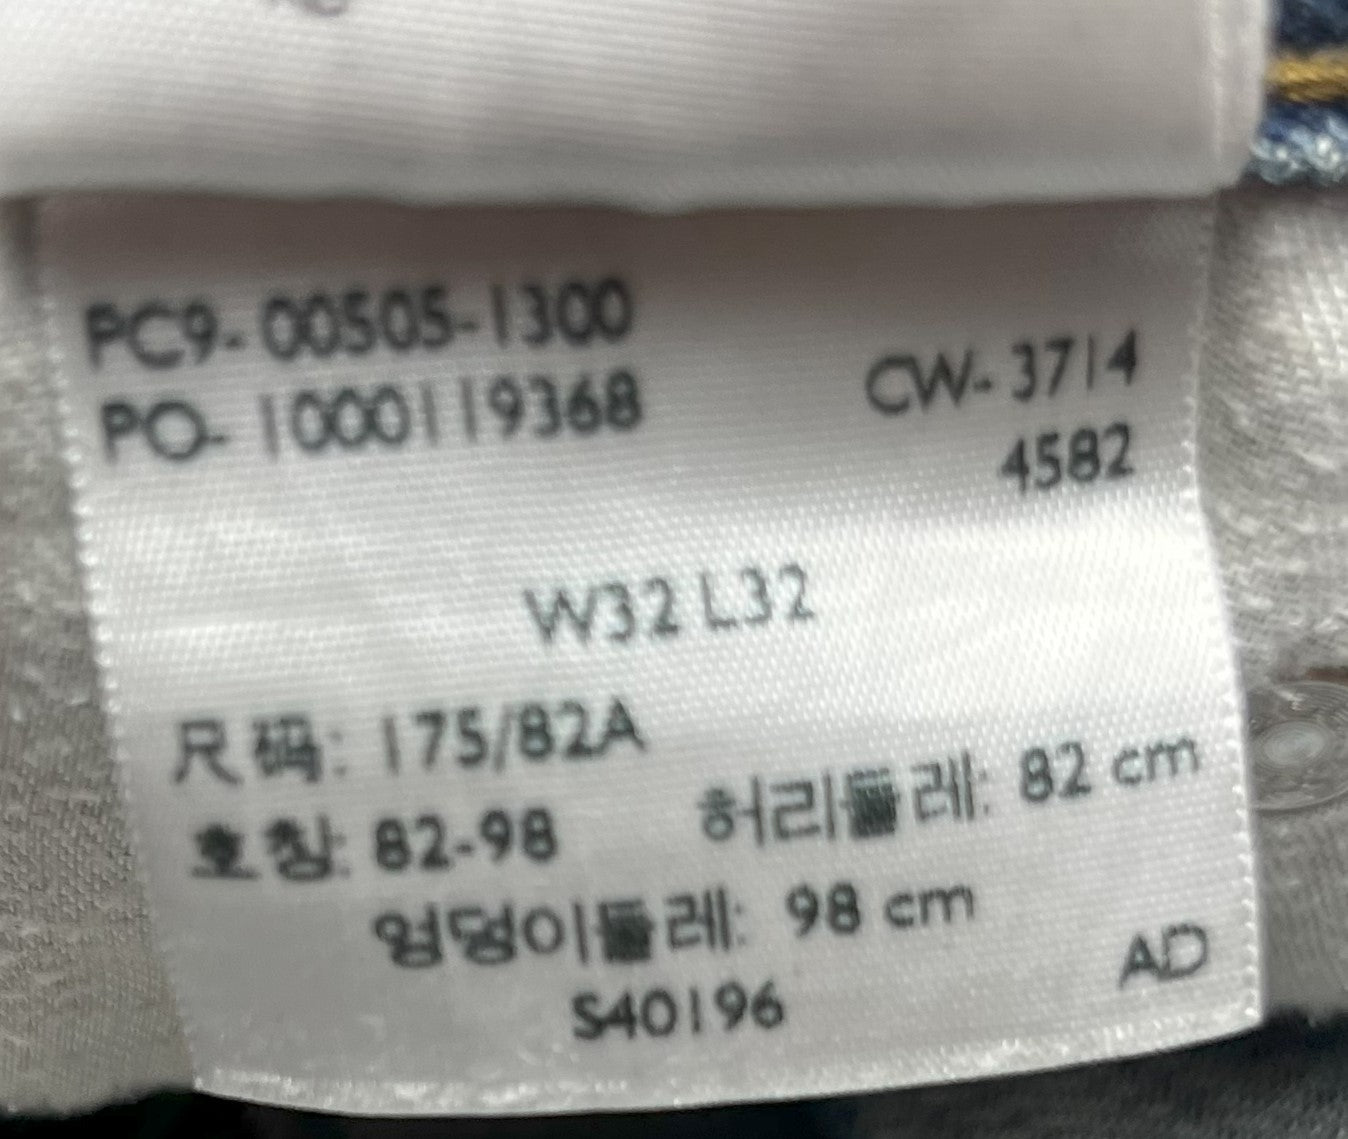 PC9- 00505-1300
PO- 1000119368
CW- 3714
4582
W32 L32
尺码: 175/82A
호칭: 82-98
허리둘레: 82 cm
엉덩이둘레: 98 cm
S40196
AD